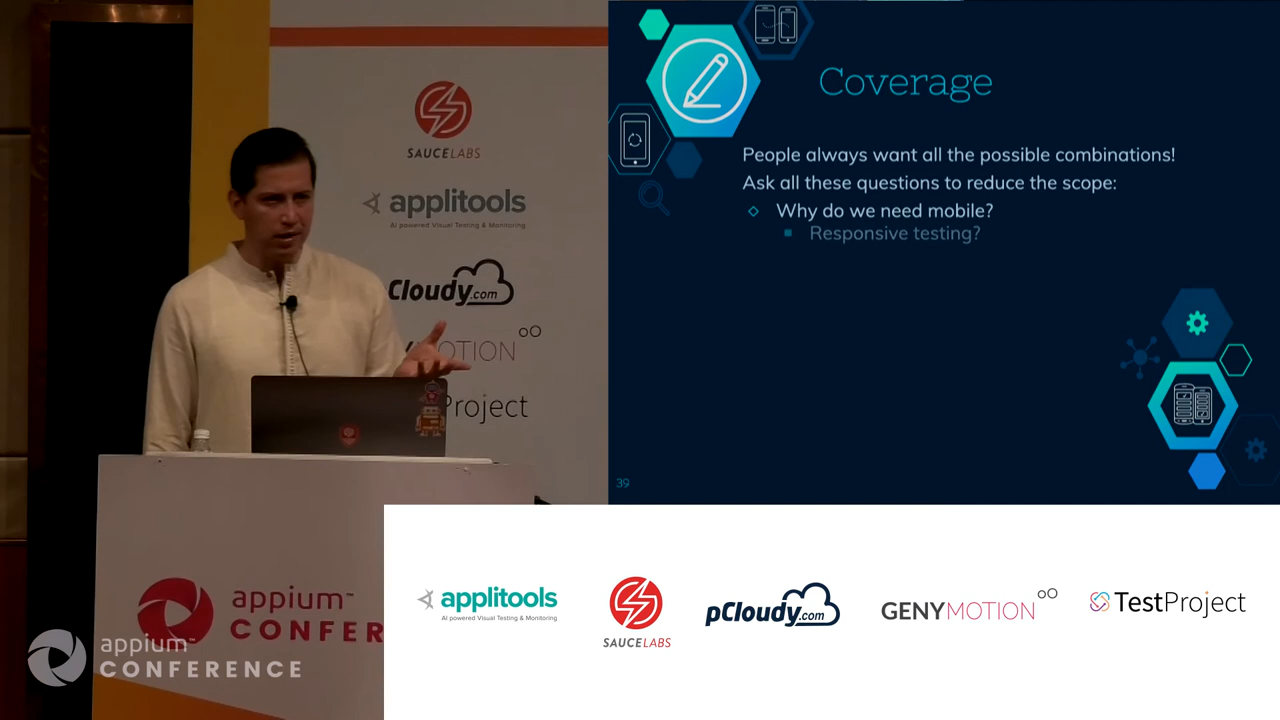 SAUCELABS
applitools
AI powered Visual Testing & Monitoring
Cloudy.com
MOTION
Project
appium™
CONFER
appium™
CONFERENCE
Coverage
People always want all the possible combinations!
Ask all these questions to reduce the scope:
Why do we need mobile?
Responsive testing?
39
applitools
AI powered Visual Testing & Monitoring
SAUCELABS
pCloudy.com
GENYMOTION
TestProject